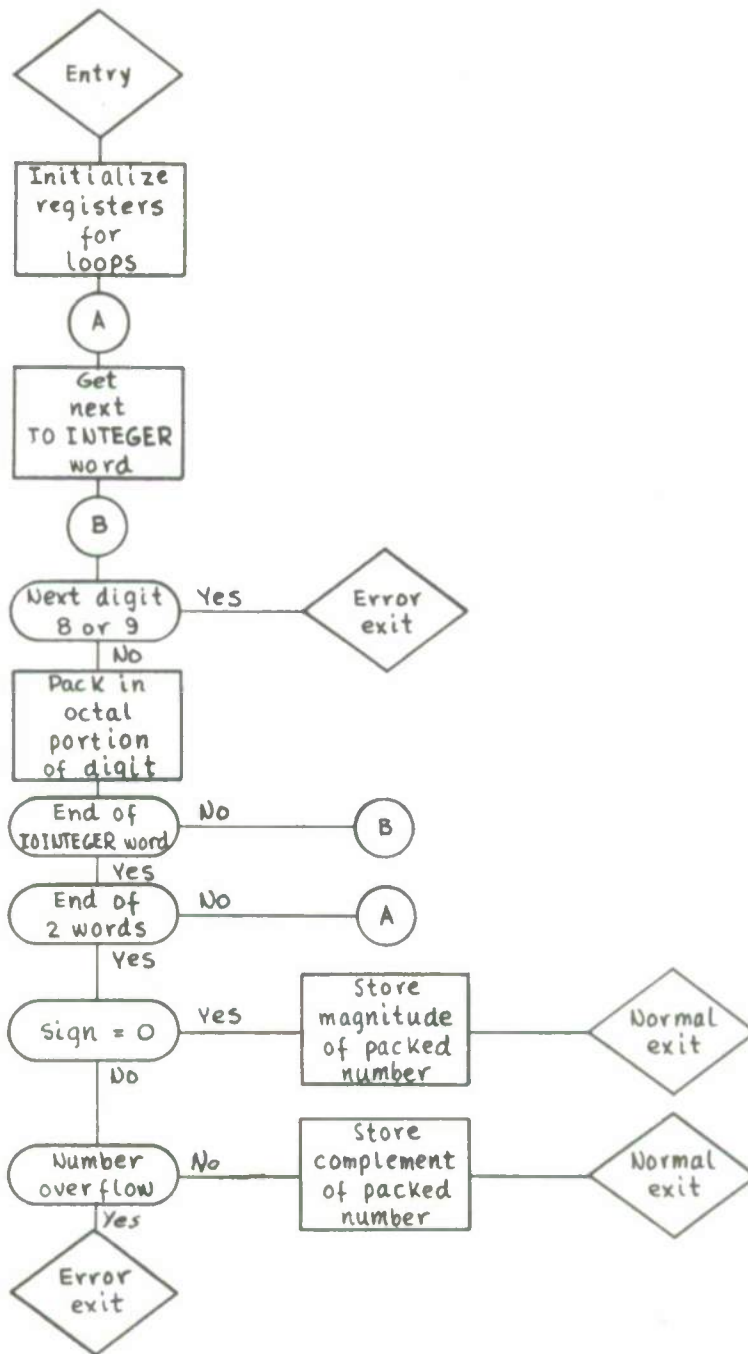 Entry
Initialize
registers
for
loops
A
Get
next
TO INTEGER
word
B
Next digit
8 or 9
Yes
Error
exit
No
Pack in
octal
portion
of digit
End of
IOINTEGER word
No
B
Yes
End of
2 words
No
A
Yes
Sign = 0
Yes
Store
magnitude
of packed
number
Normal
exit
No
Number
overflow
No
Store
complement
of packed
number
Normal
exit
Yes
Error
exit